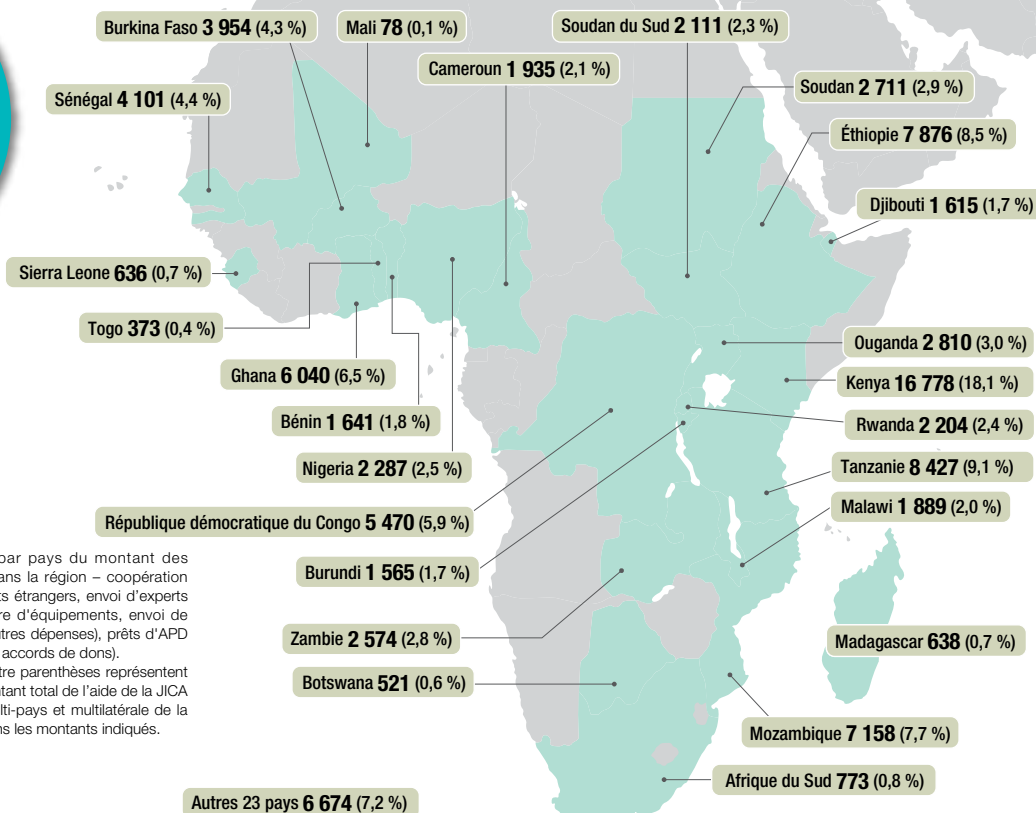 Burkina Faso 3 954 (4,3 %)
Mali 78 (0,1 %)
Soudan du Sud 2 111 (2,3 %)
Cameroun 1 935 (2,1 %)
Soudan 2 711 (2,9 %)
Sénégal 4 101 (4,4 %)
Éthiopie 7 876 (8,5 %)
Djibouti 1 615 (1,7 %)
Sierra Leone 636 (0,7 %)
Togo 373 (0,4 %)
Ouganda 2 810 (3,0 %)
Ghana 6 040 (6,5 %)
Kenya 16 778 (18,1 %)
Bénin 1 641 (1,8 %)
Rwanda 2 204 (2,4 %)
Nigeria 2 287 (2,5 %)
Tanzanie 8 427 (9,1 %)
Malawi 1 889 (2,0 %)
République démocratique du Congo 5 470 (5,9 %)
par pays du montant des
ans la région – coopération
ts étrangers, envoi d'experts
re d'équipements, envoi de
utres dépenses), prêts d'APD
accords de dons).
tre parenthèses représentent
ntant total de l'aide de la JICA
lti-pays et multilatérale de la
ns les montants indiqués.
Burundi 1 565 (1,7 %)
Zambie 2 574 (2,8 %)
Madagascar 638 (0,7 %)
Botswana 521 (0,6 %)
Mozambique 7 158 (7,7 %)
Afrique du Sud 773 (0,8 %)
Autres 23 pays 6 674 (7,2 %)